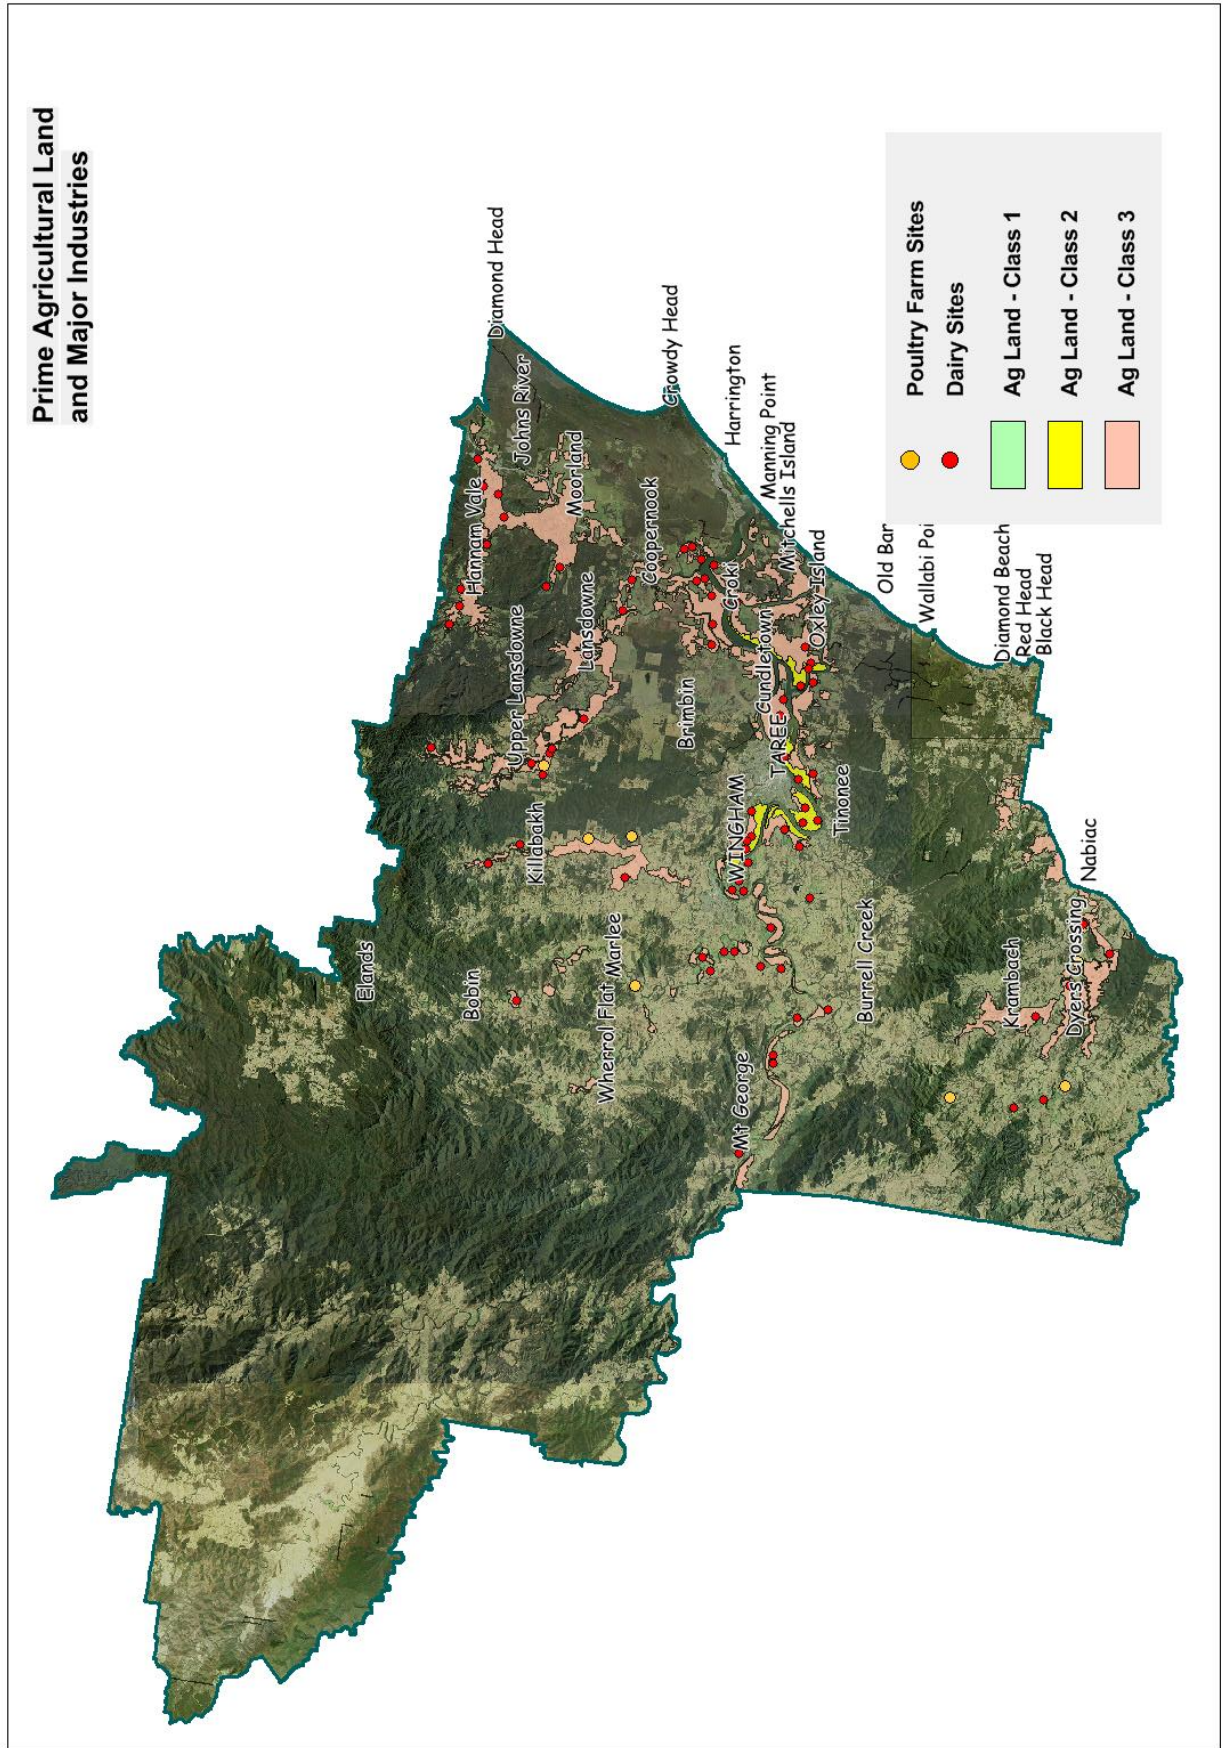 Prime Agricultural Land
and Major Industries
Diamond Head
Johns River
Hannam Vale
Moorland
Crowdy Head
Harrington
Coopernook
Manning Point
Mitchells Island
Croki
Oxley Island
Upper Lansdowne
Lansdowne
Cundletown
Brimbin
TAREE
Old Bar
Wallabi Poi
Diamond Beach
Red Head
Black Head
Killabakh
WINGHAM
Tinonee
Elands
Bobin
Marlee
Wherrol Flat
Burrell Creek
Nabiac
Krambach
Dyers Crossing
Mt George
Poultry Farm Sites
Dairy Sites
Ag Land - Class 1
Ag Land - Class 2
Ag Land - Class 3